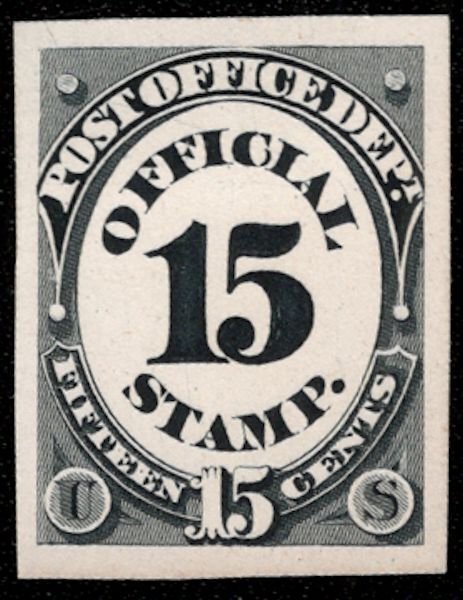 POST OFFICE DEPT.
OFFICIAL
15
STAMP.
FIFTEEN 15 CENTS
U S